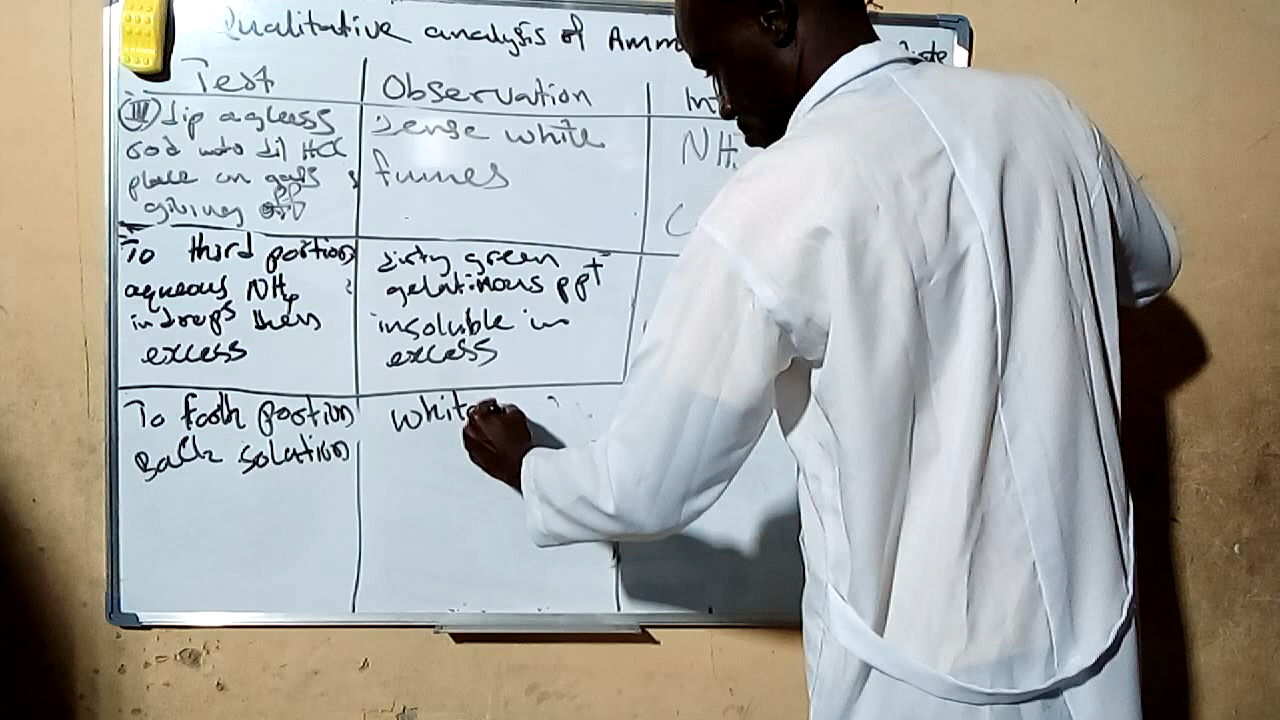 Qualitative analysis of Amm
Test Observation Int
III dip a glass dense white NH
rod into dil HCl fumes
place on gas
giving off
To third portion dirty green
aqueous NH gelatinous ppt
in drops then insoluble in
excess excess
To forth portion white
BaCl2 solution